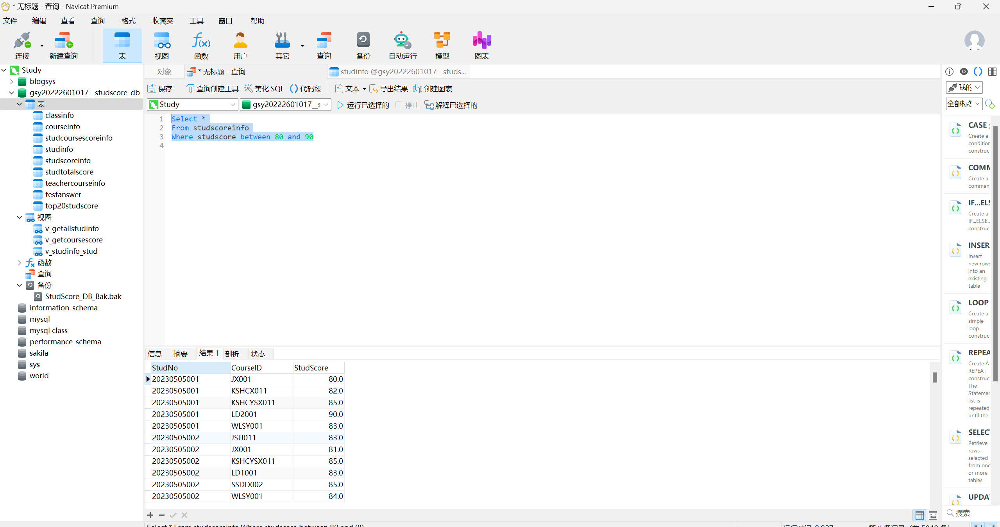 * 无标题 - 查询 - Navicat Premium
文件 编辑 查看 查询 格式 收藏夹 工具 窗口 帮助
连接 新建查询 表 视图 函数 用户 其它 查询 备份 自动运行 模型 图表
Study
blogsys
gsy20222601017__studscore_db
表
classinfo
courseinfo
studcoursescoreinfo
studinfo
studscoreinfo
studtotalscore
teachercourseinfo
testanswer
top20studscore
视图
v_getallstudinfo
v_getcoursescore
v_studinfo_stud
函数
查询
备份
StudScore_DB_Bak.bak
information_schema
mysql
mysql class
performance_schema
sakila
sys
world
对象 * 无标题 - 查询 studinfo @gsy20222601017__studs...
保存 查询创建工具 美化 SQL 代码段 文本 导出结果 创建图表
Study gsy20222601017__s 运行已选择的 停止 解释已选择的
1 Select *
2 From studscoreinfo
3 Where studscore between 80 and 90
4
信息 摘要 结果 1 剖析 状态
StudNo CourseID StudScore
20230505001 JX001 80.0
20230505001 KSHCX011 82.0
20230505001 KSHCYSX011 85.0
20230505001 LD2001 90.0
20230505001 WLSY001 83.0
20230505002 JSJJ011 83.0
20230505002 JX001 81.0
20230505002 KSHCYSX011 85.0
20230505002 LD1001 83.0
20230505002 SSDD002 85.0
20230505002 WLSY001 84.0
Select * From studscoreinfo Where studscore between 80 and 90
运行时间: 0.027
我的
全部标签
CASE
Create a
condition
construct
COMM
Create a
comment
IF...ELS
Create a
IF...ELSE...
construct
INSER
Insert
new rows
into an
existing
table
LOOP
Create a
simple
loop
construct
REPEA
Create A
REPEAT
construct
The
Statemer
list is
repeated
until the
SELECT
Retrieve
rows
selected
from one
or more
tables
UPDA
搜索